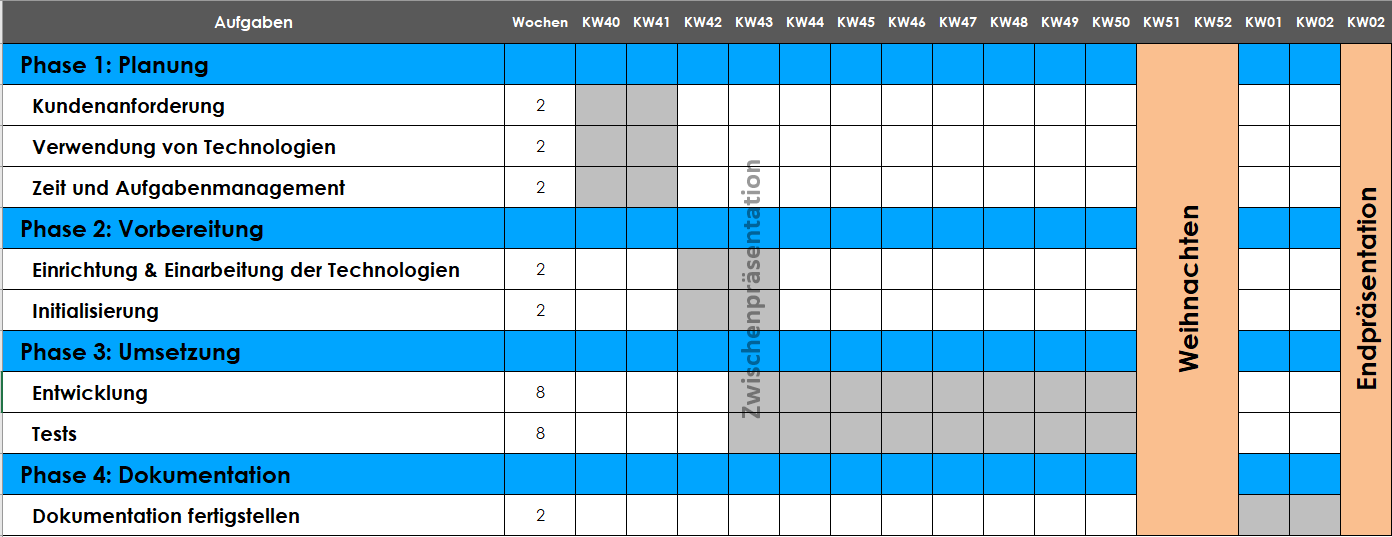 Aufgaben Wochen KW40 KW41 KW42 KW43 KW44 KW45 KW46 KW47 KW48 KW49 KW50 KW51 KW52 KW01 KW02 KW02
Phase 1: Planung
Kundenanforderung 2
Verwendung von Technologien 2
Zeit und Aufgabenmanagement 2
Phase 2: Vorbereitung
Einrichtung & Einarbeitung der Technologien 2
Initialisierung 2
Phase 3: Umsetzung
Entwicklung 8
Tests 8
Phase 4: Dokumentation
Dokumentation fertigstellen 2
Zwischenpräsentation
Weihnachten
Endpräsentation